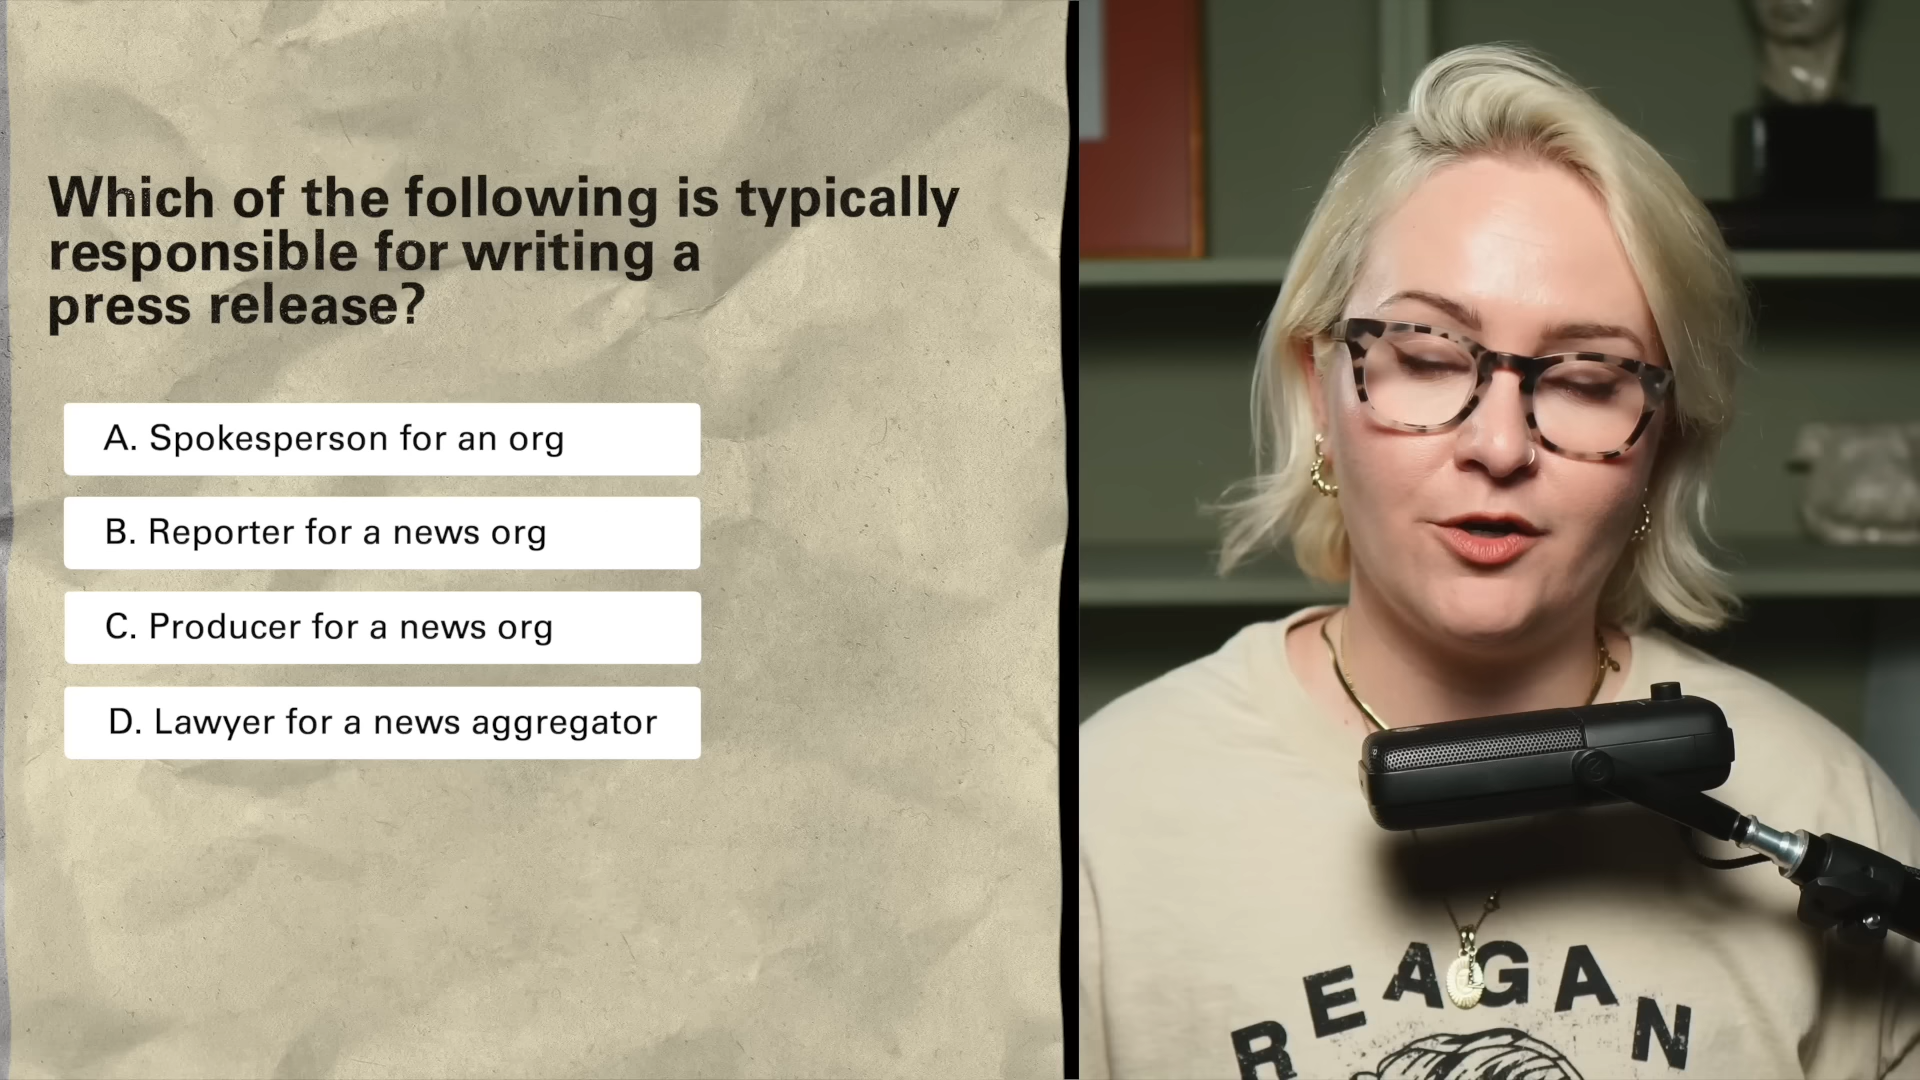 Which of the following is typically
responsible for writing a
press release?
A. Spokesperson for an org
B. Reporter for a news org
C. Producer for a news org
D. Lawyer for a news aggregator
REAGAN